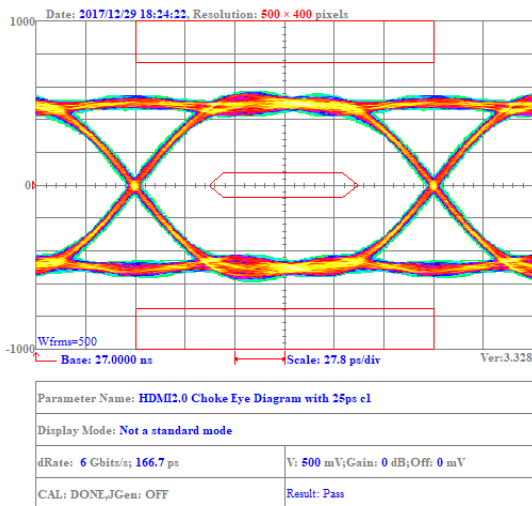 Date: 2017/12/29 18:24:22, Resolution: 500 × 400 pixels
1000
0
-1000
Wfrms=500
Base: 27.0000 ns
Scale: 27.8 ps/div
Ver:3.328
Parameter Name: HDMI2.0 Choke Eye Diagram with 25ps c1
Display Mode: Not a standard mode
dRate: 6 Gbits/s; 166.7 ps
V: 500 mV;Gain: 0 dB;Off: 0 mV
CAL: DONE,JGen: OFF
Result: Pass